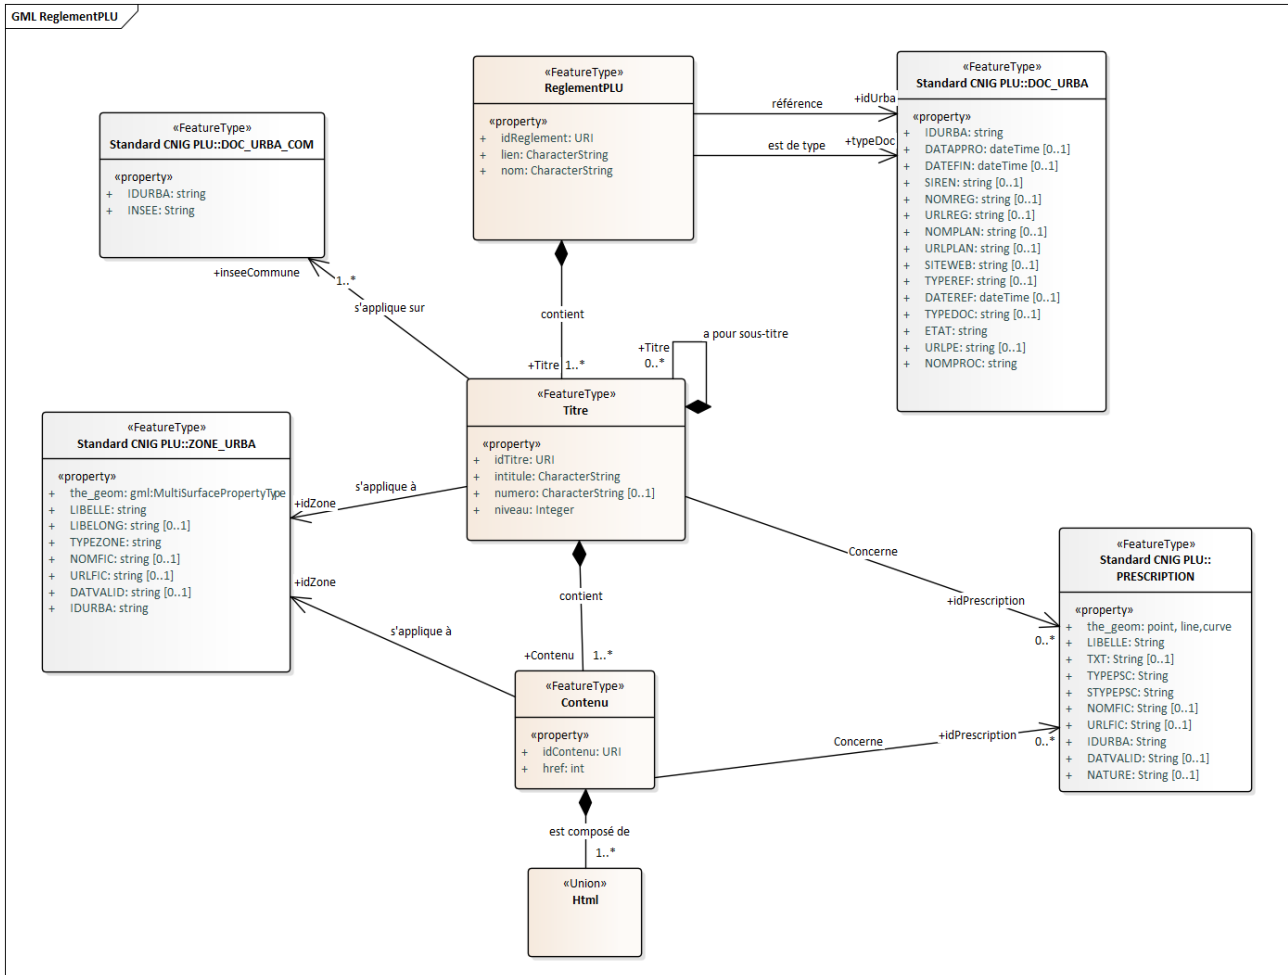 GML ReglementPLU
«FeatureType»
ReglementPLU
«property»
+ idReglement: URI
+ lien: CharacterString
+ nom: CharacterString
référence
+idUrba
est de type
+typeDoc
«FeatureType»
Standard CNIG PLU::DOC_URBA
«property»
+ IDURBA: string
+ DATAPPRO: dateTime [0..1]
+ DATEFIN: dateTime [0..1]
+ SIREN: string [0..1]
+ NOMREG: string [0..1]
+ URLREG: string [0..1]
+ NOMPLAN: string [0..1]
+ URLPLAN: string [0..1]
+ SITEWEB: string [0..1]
+ TYPEREF: string [0..1]
+ DATEREF: dateTime [0..1]
+ TYPEDOC: string [0..1]
+ ETAT: string
+ URLPE: string [0..1]
+ NOMPROC: string
«FeatureType»
Standard CNIG PLU::DOC_URBA_COM
«property»
+ IDURBA: string
+ INSEE: String
+inseeCommune
1..*
s'applique sur
contient
+Titre 1..*
a pour sous-titre
+Titre
0..*
«FeatureType»
Titre
«property»
+ idTitre: URI
+ intitule: CharacterString
+ numero: CharacterString [0..1]
+ niveau: Integer
«FeatureType»
Standard CNIG PLU::ZONE_URBA
«property»
+ the_geom: gml:MultiSurfacePropertyType
+ LIBELLE: string
+ LIBELONG: string [0..1]
+ TYPEZONE: string
+ NOMFIC: string [0..1]
+ URLFIC: string [0..1]
+ DATVALID: string [0..1]
+ IDURBA: string
s'applique à
+idZone
+idZone
s'applique à
contient
+Contenu 1..*
Concerne
+idPrescription
0..*
«FeatureType»
Standard CNIG PLU::
PRESCRIPTION
«property»
+ the_geom: point, line,curve
+ LIBELLE: String
+ TXT: String [0..1]
+ TYPEPSC: String
+ STYPEPSC: String
+ NOMFIC: String [0..1]
+ URLFIC: String [0..1]
+ IDURBA: String
+ DATVALID: String [0..1]
+ NATURE: String [0..1]
«FeatureType»
Contenu
«property»
+ idContenu: URI
+ href: int
Concerne
+idPrescription
0..*
est composé de
1..*
«Union»
Html